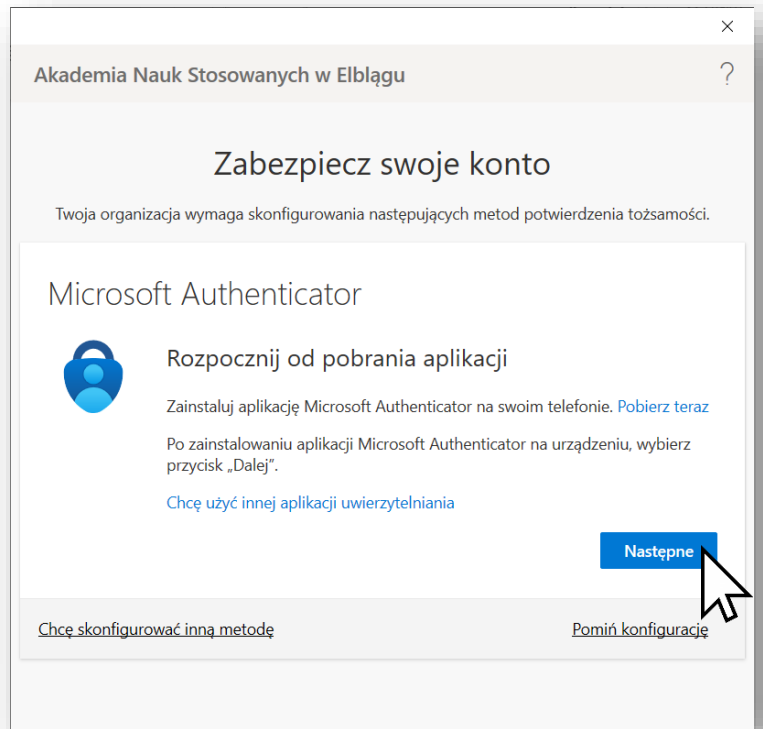 Akademia Nauk Stosowanych w Elblągu
?
Zabezpiecz swoje konto
Twoja organizacja wymaga skonfigurowania następujących metod potwierdzenia tożsamości.
Microsoft Authenticator
Rozpocznij od pobrania aplikacji
Zainstaluj aplikację Microsoft Authenticator na swoim telefonie. Pobierz teraz
Po zainstalowaniu aplikacji Microsoft Authenticator na urządzeniu, wybierz
przycisk „Dalej”.
Chcę użyć innej aplikacji uwierzytelniania
Następne
Chcę skonfigurować inną metodę Pomiń konfigurację